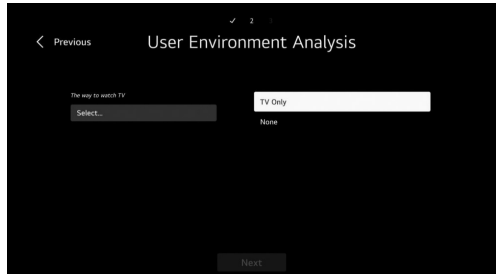 ✓ 2
Previous
User Environment Analysis
The way to watch TV
Select...
TV Only
None
Next